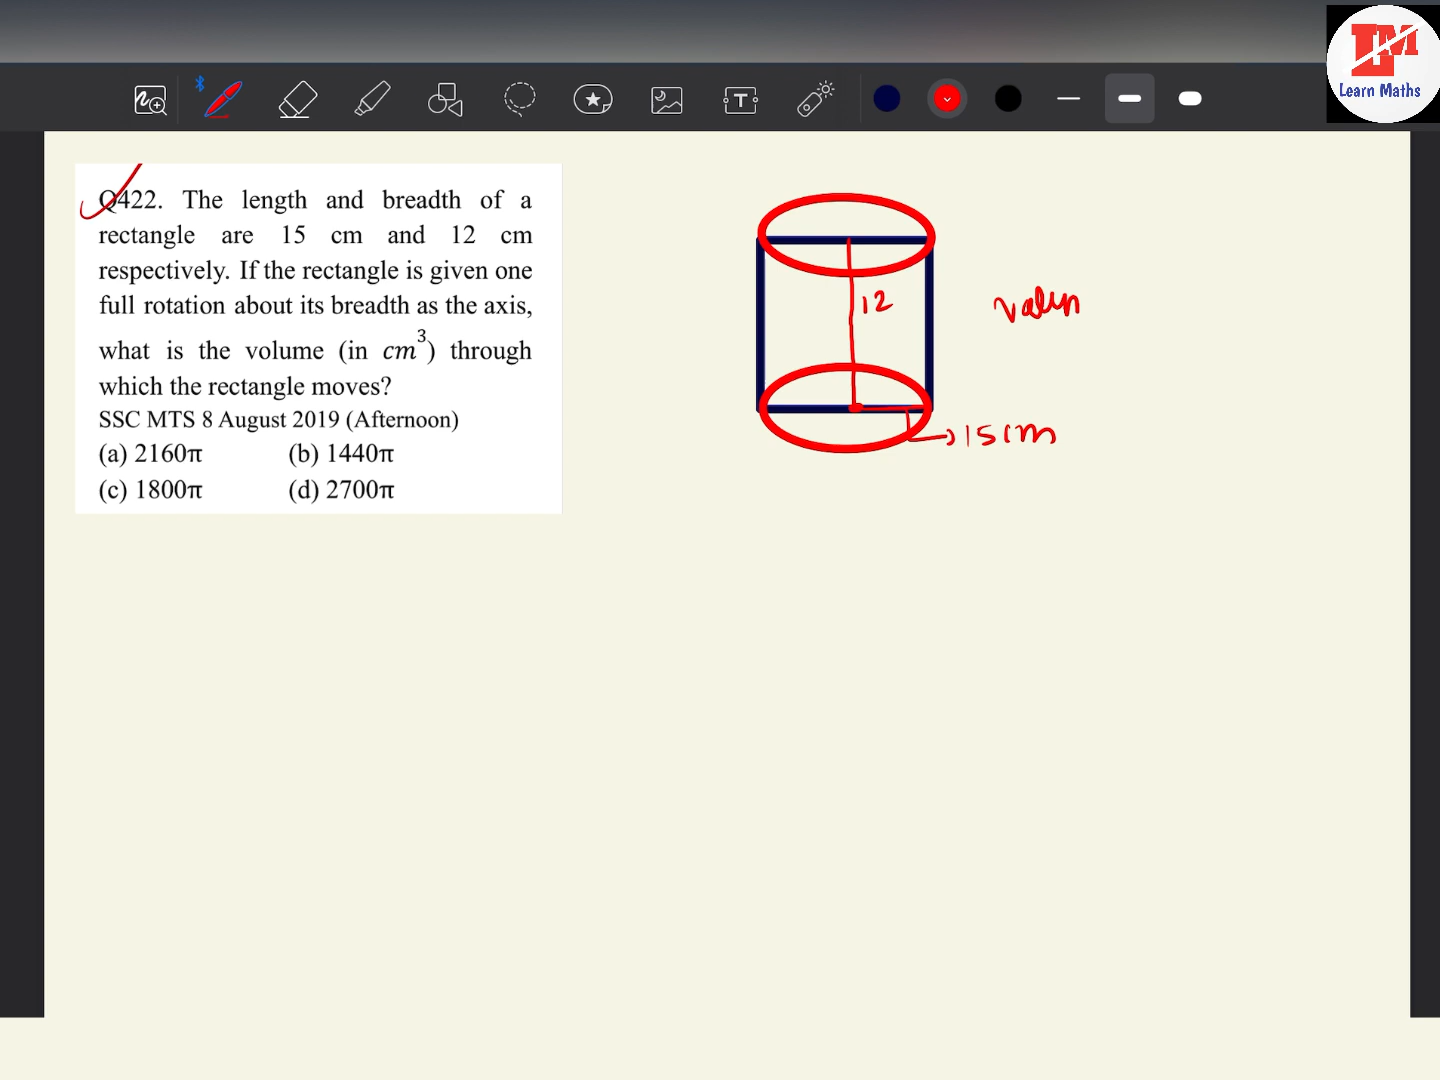 LM
Learn Maths
Q422. The length and breadth of a
rectangle are 15 cm and 12 cm
respectively. If the rectangle is given one
full rotation about its breadth as the axis,
what is the volume (in cm³) through
which the rectangle moves?
SSC MTS 8 August 2019 (Afternoon)
(a) 2160π (b) 1440π
(c) 1800π (d) 2700π
12
15cm